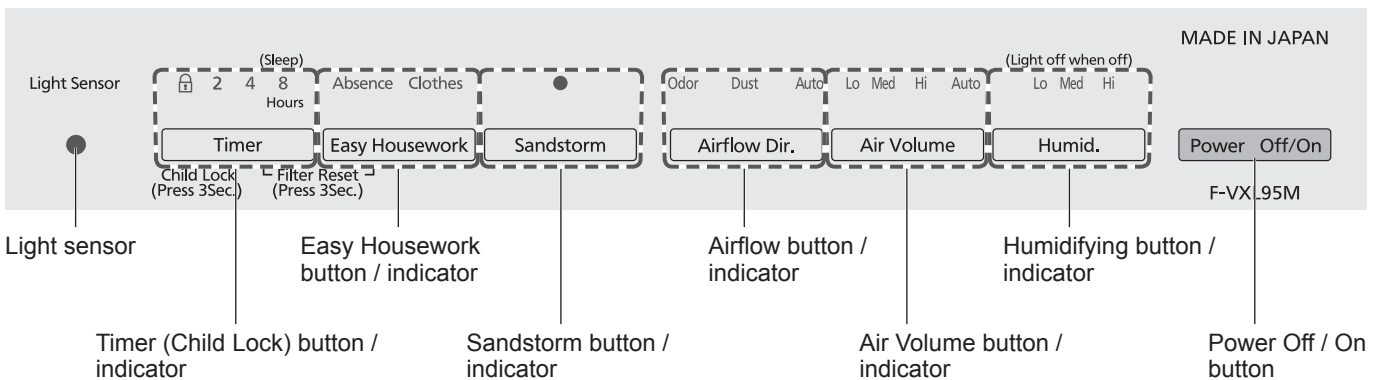 MADE IN JAPAN
(Sleep)
(Light off when off)
Light Sensor
2 4 8
Absence Clothes
Odor Dust Auto
Lo Med Hi Auto
Lo Med Hi
Hours
Timer
Easy Housework
Sandstorm
Airflow Dir.
Air Volume
Humid.
Power Off/On
Child Lock
(Press 3Sec.)
Filter Reset
(Press 3Sec.)
F-VXL95M
Light sensor
Easy Housework
button / indicator
Airflow button /
indicator
Humidifying button /
indicator
Timer (Child Lock) button /
indicator
Sandstorm button /
indicator
Air Volume button /
indicator
Power Off / On
button